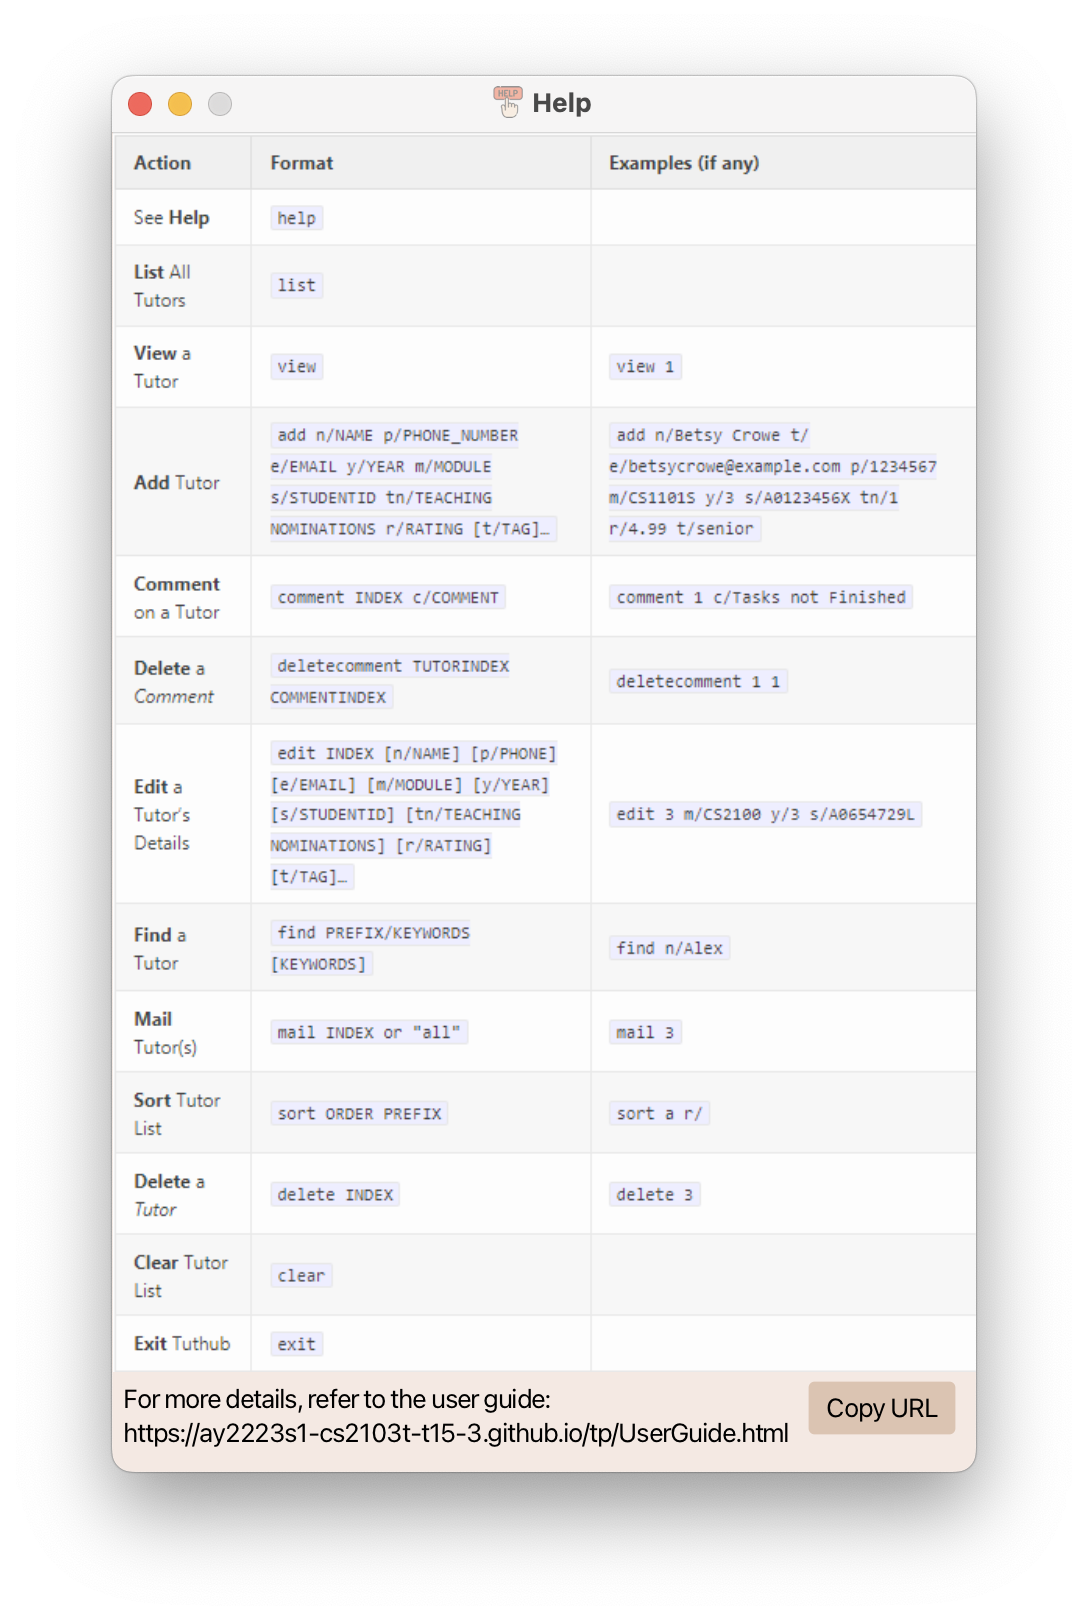 HELP
Help
Action Format Examples (if any)
See Help help
List All
Tutors
list
View a
Tutor
view
view 1
Add Tutor
add n/NAME p/PHONE_NUMBER
e/EMAIL y/YEAR m/MODULE
s/STUDENTID tn/TEACHING
NOMINATIONS r/RATING [t/TAG]…
add n/Betsy Crowe t/
e/betsycrowe@example.com p/1234567
m/CS1101S y/3 s/A0123456X tn/1
r/4.99 t/senior
Comment
on a Tutor
comment INDEX c/COMMENT
comment 1 c/Tasks not Finished
Delete a
Comment
deletecomment TUTORINDEX
COMMENTINDEX
deletecomment 1 1
Edit a
Tutor's
Details
edit INDEX [n/NAME] [p/PHONE]
[e/EMAIL] [m/MODULE] [y/YEAR]
[s/STUDENTID] [tn/TEACHING
NOMINATIONS] [r/RATING]
[t/TAG]…
edit 3 m/CS2100 y/3 s/A0654729L
Find a
Tutor
find PREFIX/KEYWORDS
[KEYWORDS]
find n/Alex
Mail
Tutor(s)
mail INDEX or "all"
mail 3
Sort Tutor
List
sort ORDER PREFIX
sort a r/
Delete a
Tutor
delete INDEX
delete 3
Clear Tutor
List
clear
Exit Tuthub exit
For more details, refer to the user guide:
https://ay2223s1-cs2103t-t15-3.github.io/tp/UserGuide.html
Copy URL